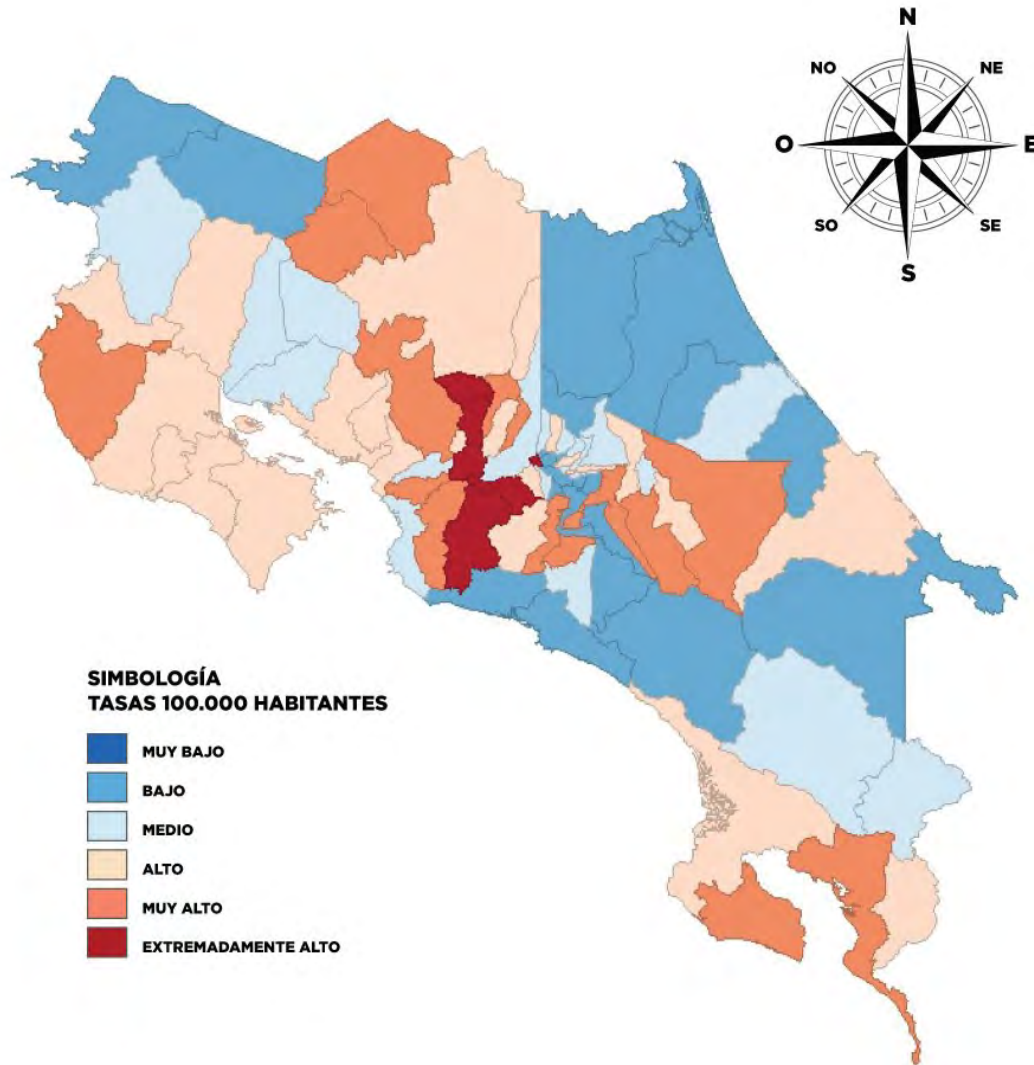 N
NO
NE
O
E
SO
SE
S
SIMBOLOGÍA
TASAS 100.000 HABITANTES
MUY BAJO
BAJO
MEDIO
ALTO
MUY ALTO
EXTREMADAMENTE ALTO